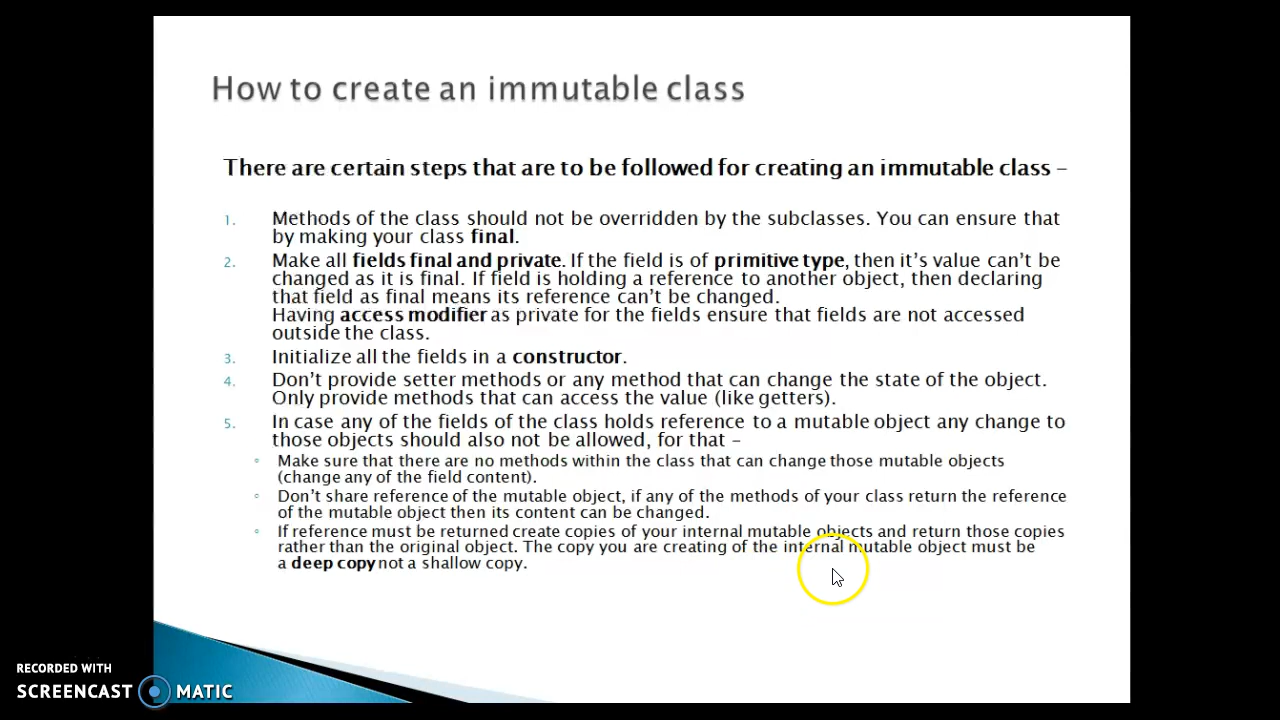 How to create an immutable class
There are certain steps that are to be followed for creating an immutable class –
1. Methods of the class should not be overridden by the subclasses. You can ensure that
by making your class final.
2. Make all fields final and private. If the field is of primitive type, then it's value can't be
changed as it is final. If field is holding a reference to another object, then declaring
that field as final means its reference can't be changed.
Having access modifier as private for the fields ensure that fields are not accessed
outside the class.
3. Initialize all the fields in a constructor.
4. Don't provide setter methods or any method that can change the state of the object.
Only provide methods that can access the value (like getters).
5. In case any of the fields of the class holds reference to a mutable object any change to
those objects should also not be allowed, for that –
◦ Make sure that there are no methods within the class that can change those mutable objects
(change any of the field content).
◦ Don't share reference of the mutable object, if any of the methods of your class return the reference
of the mutable object then its content can be changed.
◦ If reference must be returned create copies of your internal mutable objects and return those copies
rather than the original object. The copy you are creating of the internal mutable object must be
a deep copy not a shallow copy.
RECORDED WITH
SCREENCAST MATIC